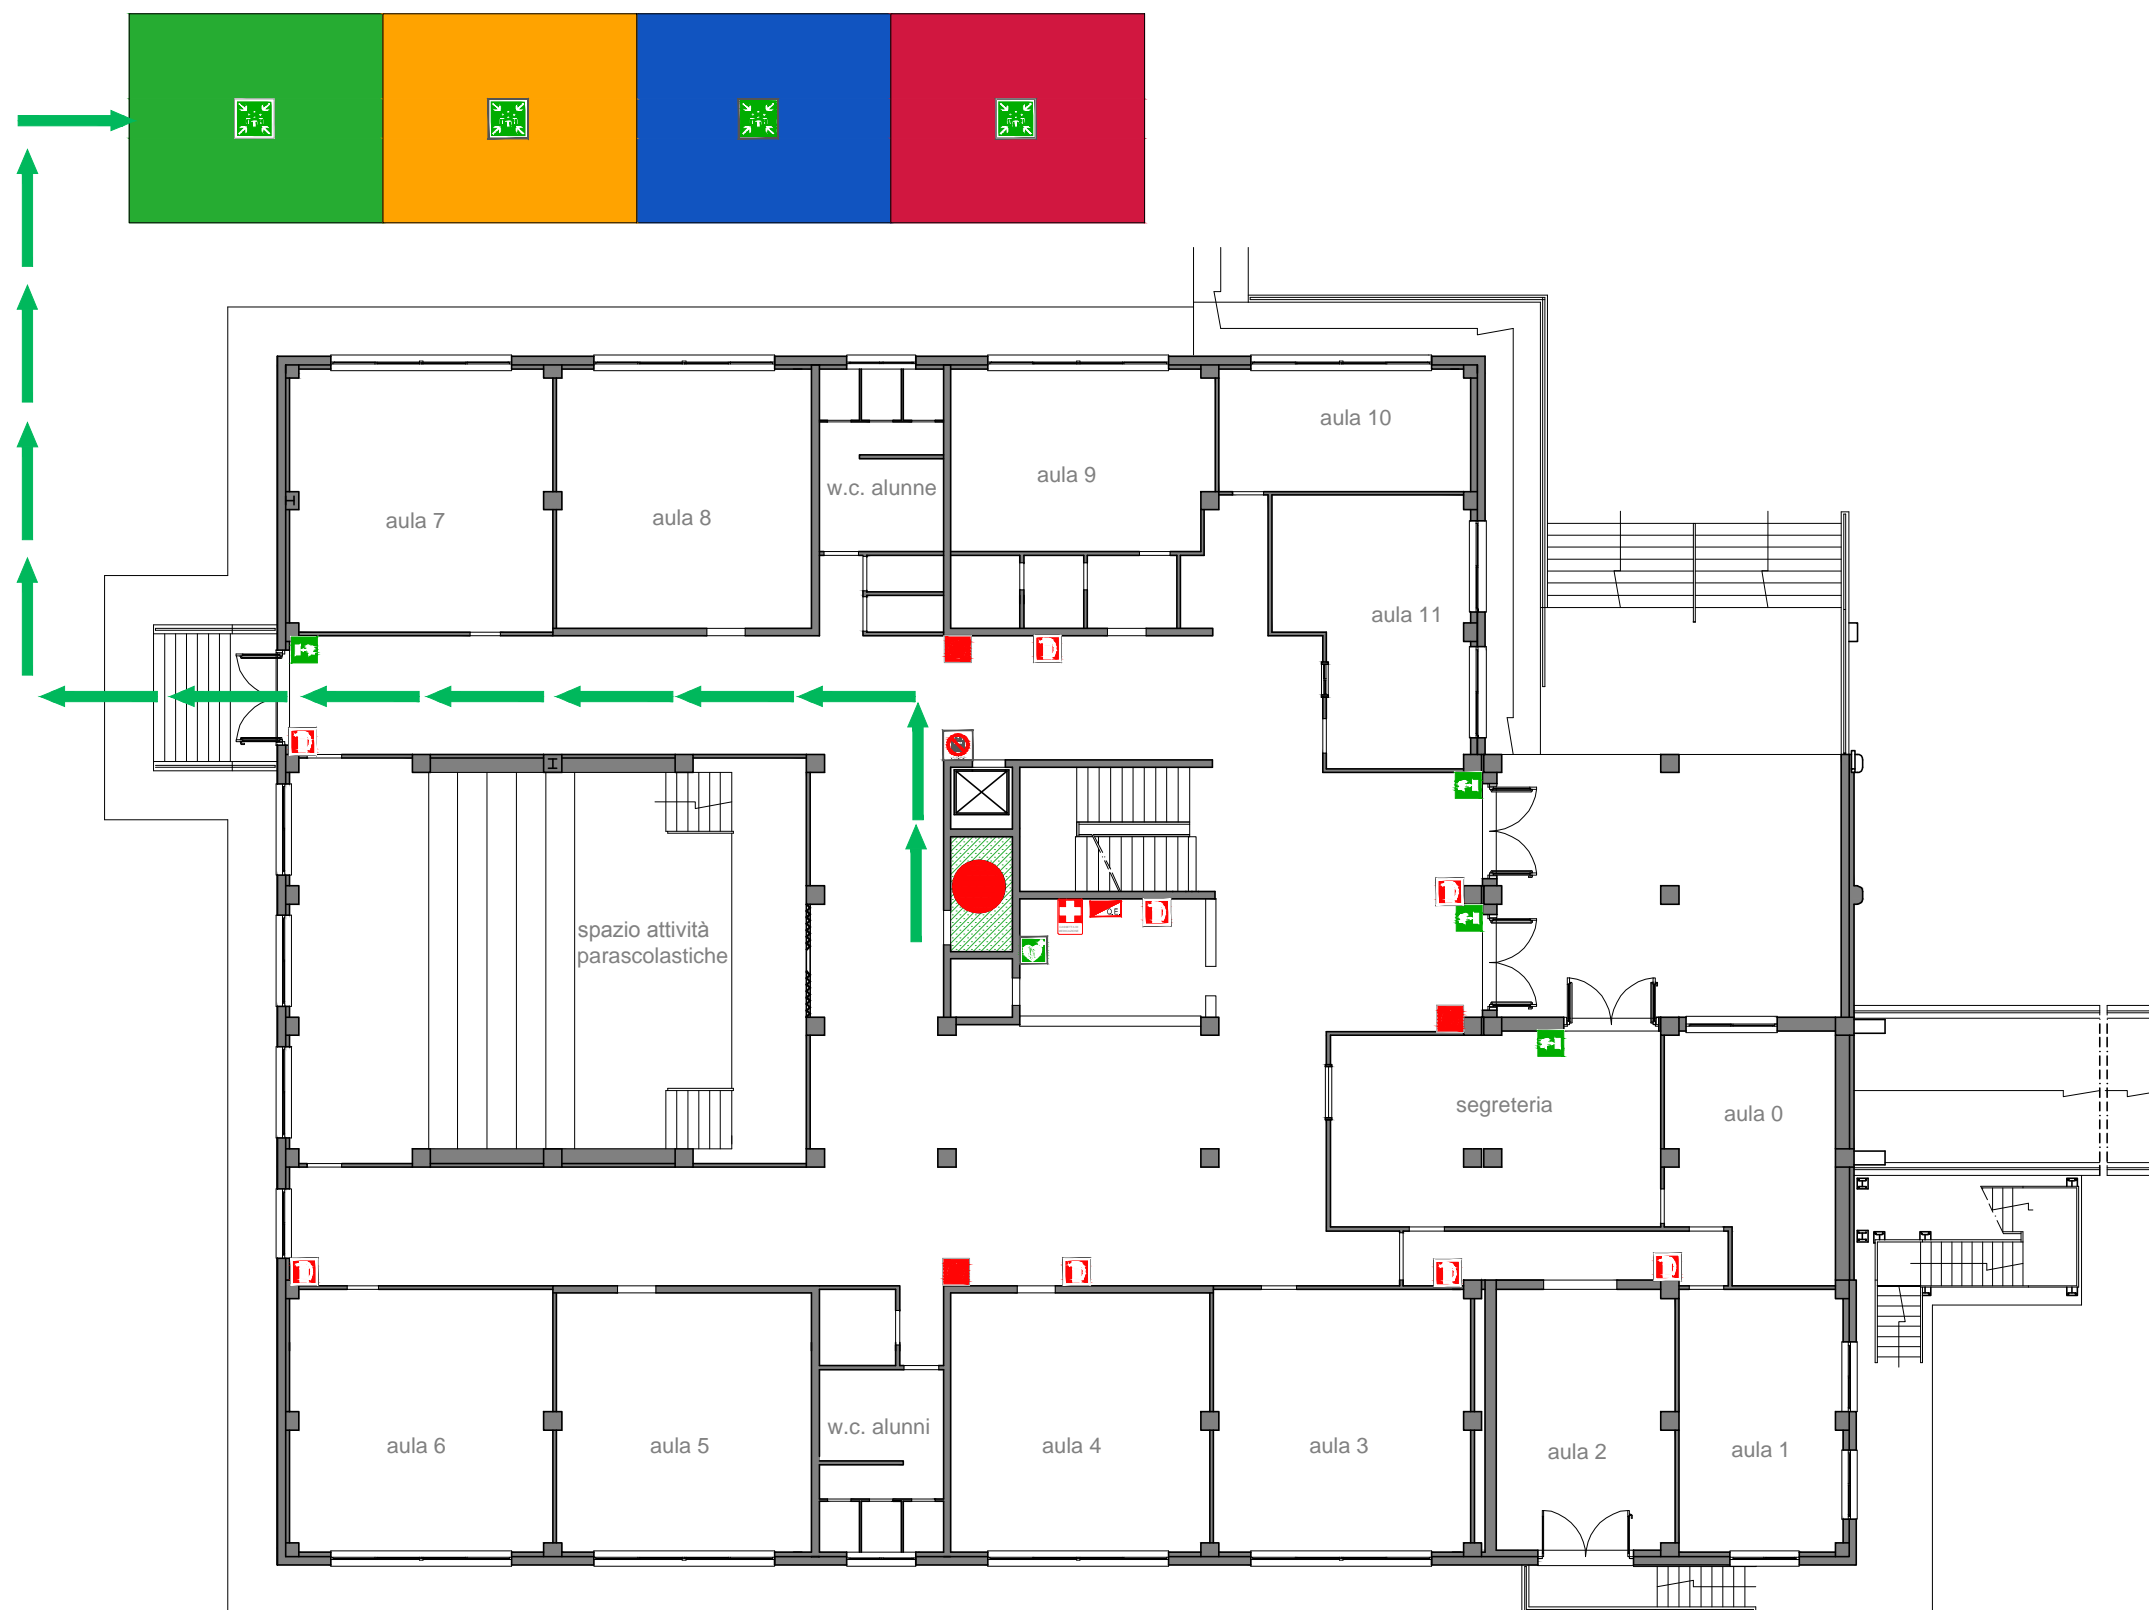 aula 10
aula 9
w.c. alunne
aula 7
aula 8
aula 11
Q.E.
spazio attività
parascolastiche
segreteria
aula 0
w.c. alunni
aula 6
aula 5
aula 4
aula 3
aula 2
aula 1